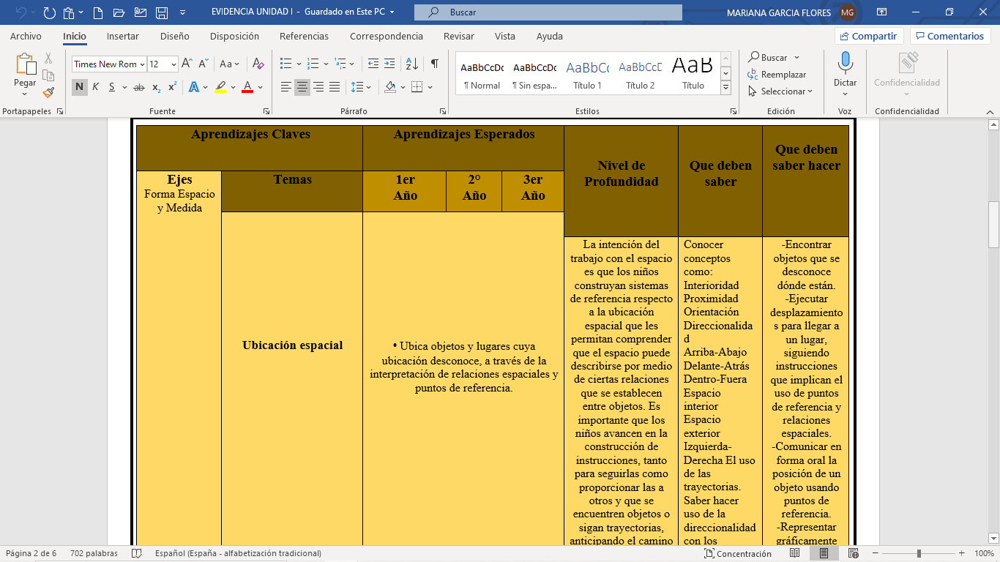 EVIDENCIA UNIDAD I - Guardado en Este PC
Buscar
MARIANA GARCIA FLORES
MG
Archivo
Inicio
Insertar
Diseño
Disposición
Referencias
Correspondencia
Revisar
Vista
Ayuda
Compartir
Comentarios
Pegar
Portapapeles
Times New Rom
12
A A Aa A
N K S ab x₂ x² A A
Fuente
Párrafo
AaBbCcDc
¶ Normal
AaBbCcDc
¶ Sin espa...
AaBbCc
Título 1
AaBbCcD
Título 2
AaB
Título
Estilos
Buscar
Reemplazar
Seleccionar
Edición
Dictar
Voz
Confidencialidad
Confidencialidad
Aprendizajes Claves
Aprendizajes Esperados
Nivel de
Profundidad
Que deben
saber
Que deben
saber hacer
Ejes
Forma Espacio
y Medida
Temas
1er
Año
2°
Año
3er
Año
Ubicación espacial
• Ubica objetos y lugares cuya
ubicación desconoce, a través de la
interpretación de relaciones espaciales y
puntos de referencia.
La intención del
trabajo con el espacio
es que los niños
construyan sistemas
de referencia respecto
a la ubicación
espacial que les
permitan comprender
que el espacio puede
describirse por medio
de ciertas relaciones
que se establecen
entre objetos. Es
importante que los
niños avancen en la
construcción de
instrucciones, tanto
para seguirlas como
proporcionar las a
otros y que se
encuentren objetos o
sigan trayectorias,
anticipando el camino
Conocer
conceptos
como:
Interioridad
Proximidad
Orientación
Direccionalida
d
Arriba-Abajo
Delante-Atrás
Dentro-Fuera
Espacio
interior
Espacio
exterior
Izquierda-
Derecha El uso
de las
trayectorias.
Saber hacer
uso de la
direccionalidad
con los
-Encontrar
objetos que se
desconoce
dónde están.
-Ejecutar
desplazamiento
s para llegar a
un lugar,
siguiendo
instrucciones
que implican el
uso de puntos
de referencia y
relaciones
espaciales.
-Comunicar en
forma oral la
posición de un
objeto usando
puntos de
referencia.
-Representar
gráficamente
Página 2 de 6
702 palabras
Español (España - alfabetización tradicional)
Concentración
100%